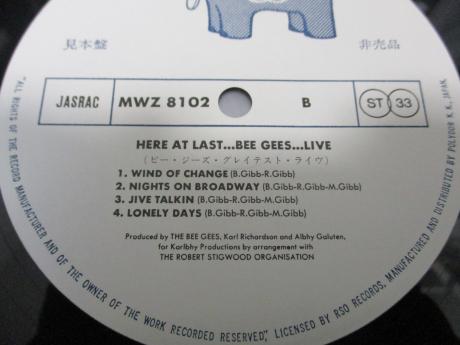 見本盤
非売品
JASRAC
MWZ 8102
B
ST 33
HERE AT LAST...BEE GEES...LIVE
(ビー・ジーズ・グレイテスト・ライヴ)
1. WIND OF CHANGE (B.Gibb-R.Gibb)
2. NIGHTS ON BROADWAY (B.Gibb-R.Gibb-M.Gibb)
3. JIVE TALKIN (B.Gibb-R.Gibb-M.Gibb)
4. LONELY DAYS (B.Gibb-R.Gibb-M.Gibb)
Produced by THE BEE GEES, Karl Richardson and Albhy Galuten,
for Karlbhy Productions by arrangement with
THE ROBERT STIGWOOD ORGANISATION
"ALL RIGHTS OF THE RECORD MANUFACTURER AND OF THE OWNER OF THE WORK RECORDED RESERVED", LICENSED BY RSO RECORDS, MANUFACTURED AND DISTRIBUTED BY POLYDOR K. K., JAPAN.